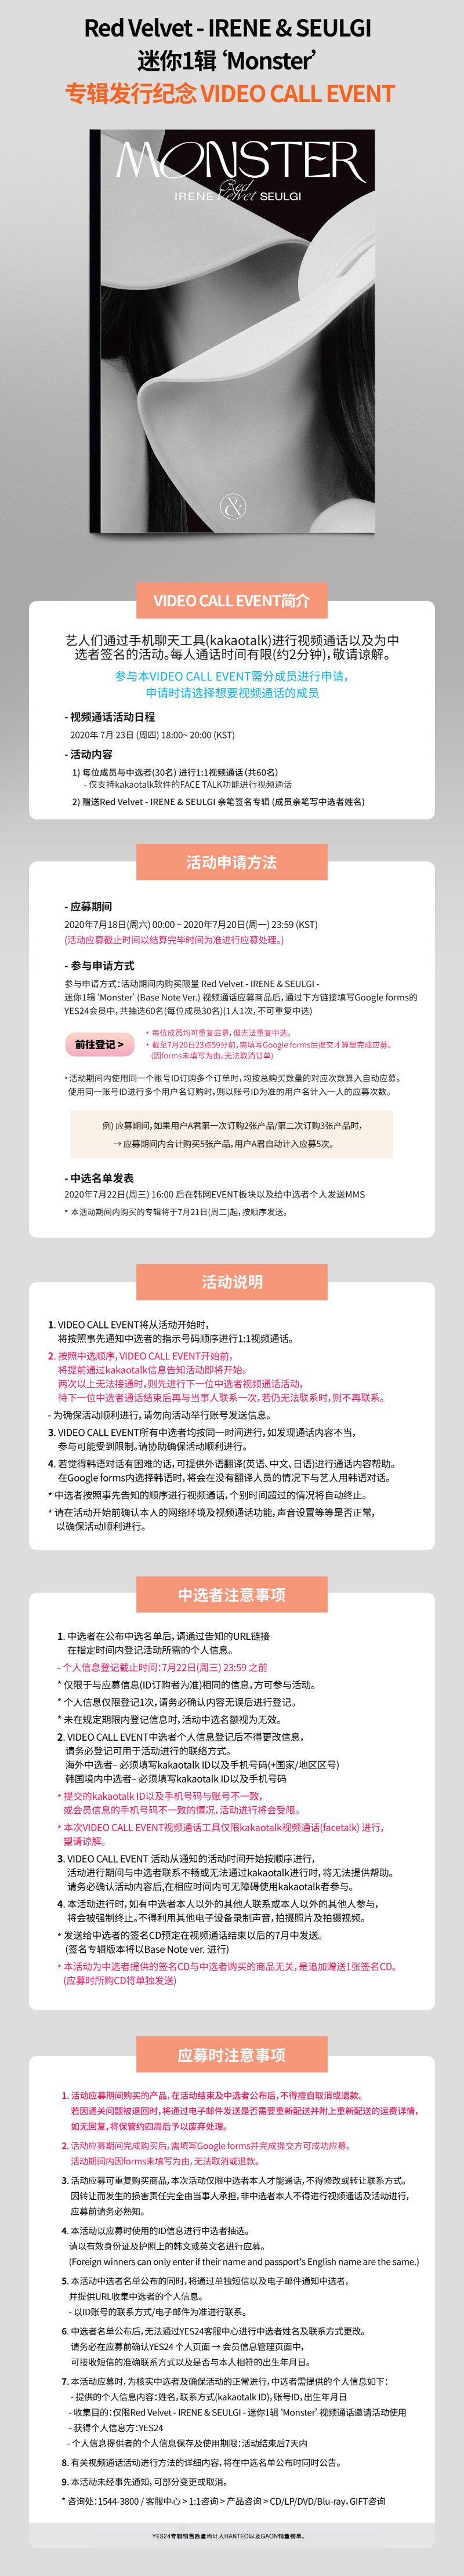 Red Velvet - IRENE & SEULGI
迷你1辑 ‘Monster’
专辑发行纪念 VIDEO CALL EVENT
MONSTER
Red Velvet
IRENE SEULGI
&
VIDEO CALL EVENT简介
艺人们通过手机聊天工具(kakaotalk)进行视频通话以及为中
选者签名的活动。每人通话时间有限(约2分钟)，敬请谅解。
参与本VIDEO CALL EVENT需分成员进行申请，
申请时请选择想要视频通话的成员
- 视频通话活动日程
2020年 7月 23日 (周四) 18:00~ 20:00 (KST)
- 活动内容
1) 每位成员与中选者(30名) 进行1:1视频通话 (共60名)
- 仅支持kakaotalk软件的FACE TALK功能进行视频通话
2) 赠送Red Velvet - IRENE & SEULGI 亲笔签名专辑 (成员亲笔写中选者姓名)
活动申请方法
- 应募期间
2020年7月18日(周六) 00:00 ~ 2020年7月20日(周一) 23:59 (KST)
(活动应募截止时间以结算完毕时间为准进行应募处理。)
- 参与申请方式
参与申请方式：活动期间内购买限量 Red Velvet - IRENE & SEULGI -
迷你1辑 ‘Monster’ (Base Note Ver.) 视频通话应募商品后，通过下方链接填写Google forms的
YES24会员中，共抽选60名(每位成员30名)(1人1次，不可重复中选)
前往登记 >
* 每位成员均可重复应募，但无法重复中选。
* 截至7月20日23点59分前，需填写Google forms后提交才算是完成应募。
(因forms未填写为由，无法取消订单)
*活动期间内使用同一个账号ID订购多个订单时，均按总购买数量的对应次数算入自动应募。
使用同一账号ID进行多个用户名订购时，则以账号ID为准的用户名计入一人的应募次数。
例) 应募期间，如果用户A君第一次订购2张产品/第二次订购3张产品时，
→ 应募期间内合计购买5张产品，用户A君自动计入应募5次。
- 中选名单发表
2020年7月22日(周三) 16:00 后在韩网EVENT板块以及给中选者个人发送MMS
* 本活动期间内购买的专辑将于7月21日(周二)起，按顺序发送。
活动说明
1. VIDEO CALL EVENT将从活动开始时，
将按照事先通知中选者的指示号码顺序进行1:1视频通话。
2. 按照中选顺序，VIDEO CALL EVENT开始前，
将提前通过kakaotalk信息告知活动即将开始。
两次以上无法接通时，则先进行下一位中选者视频通话活动，
待下一位中选者通话结束后再与当事人联系一次，若仍无法联系时，则不再联系。
- 为确保活动顺利进行，请勿向活动举行账号发送信息。
3. VIDEO CALL EVENT所有中选者均按同一时间进行，如发现通话内容不当，
参与可能受到限制。请协助确保活动顺利进行。
4. 若觉得韩语对话有困难的话，可提供外语翻译(英语、中文、日语)进行通话内容帮助。
在Google forms内选择韩语时，将会在没有翻译人员的情况下与艺人用韩语对话。
* 中选者按照事先告知的顺序进行视频通话，个别时间超过的情况将自动终止。
* 请在活动开始前确认本人的网络环境及视频通话功能，声音设置等等是否正常，
以确保活动顺利进行。
中选者注意事项
1. 中选者在公布中选名单后，请通过告知的URL链接
在指定时间内登记活动所需的个人信息。
- 个人信息登记截止时间：7月22日(周三) 23:59 之前
* 仅限于与应募信息(ID订购者为准)相同的信息，方可参与活动。
* 个人信息仅限登记1次，请务必确认内容无误后进行登记。
* 未在规定期限内登记信息时，活动中选名额视为无效。
2. VIDEO CALL EVENT中选者个人信息登记后不得更改信息，
请务必登记可用于活动进行的联络方式。
海外中选者– 必须填写kakaotalk ID以及手机号码(+国家/地区区号)
韩国境内中选者– 必须填写kakaotalk ID以及手机号码
* 提交的kakaotalk ID以及手机号码与账号不一致，
或会员信息的手机号码不一致的情况，活动进行将会受限。
* 本次VIDEO CALL EVENT视频通话工具仅限kakaotalk视频通话(facetalk) 进行，
望请谅解。
3. VIDEO CALL EVENT 活动从通知的活动时间开始按顺序进行，
活动进行期间与中选者联系不畅或无法通过kakaotalk进行时，将无法提供帮助。
请务必确认活动内容后，在相应时间内可无障碍使用kakaotalk者参与。
4. 本活动进行时，如有中选者本人以外的其他人联系或本人以外的其他人参与，
将会被强制终止。不得利用其他电子设备录制声音，拍摄照片及拍摄视频。
* 发送给中选者的签名CD预定在视频通话结束以后的7月中发送。
(签名专辑版本将以Base Note ver. 进行)
* 本活动为中选者提供的签名CD与中选者购买的商品无关，是追加赠送1张签名CD。
(应募时所购CD将单独发送)
应募时注意事项
1. 活动应募期间购买的产品，在活动结束及中选者公布后，不得擅自取消或退款。
若因通关问题被退回时，将通过电子邮件发送是否需要重新配送并附上重新配送的运费详情，
如无回复，将保管约四周后予以废弃处理。
2. 活动应募期间完成购买后，需填写Google forms并完成提交方可成功应募，
活动期间内因forms未填写为由，无法取消或退款。
3. 活动应募可重复购买商品，本次活动仅限中选者本人才能通话，不得修改或转让联系方式。
因转让而发生的损害责任完全由当事人承担，非中选者本人不得进行视频通话及活动进行，
应募前请务必熟知。
4. 本活动以应募时使用的ID信息进行中选者抽选。
请以有效身份证及护照上的韩文或英文名进行应募。
(Foreign winners can only enter if their name and passport's English name are the same.)
5. 本活动中选者名单公布的同时，将通过单独短信以及电子邮件通知中选者，
并提供URL收集中选者的个人信息。
- 以ID账号的联系方式/电子邮件为准进行联系。
6. 中选者名单公布后，无法通过YES24客服中心进行中选者姓名及联系方式更改。
请务必在应募前确认YES24 个人页面 → 会员信息管理页面中，
可接收短信的准确联系方式以及是否与本人相符的出生年月日。
7. 本活动应募时，为核实中选者及确保活动的正常进行，中选者需提供的个人信息如下：
- 提供的个人信息内容：姓名，联系方式(kakaotalk ID)，账号ID，出生年月日
- 收集目的：仅限Red Velvet - IRENE & SEULGI - 迷你1辑 ‘Monster’ 视频通话邀请活动使用
- 获得个人信息方：YES24
- 个人信息提供者的个人信息保存及使用期限：活动结束后7天内
8. 有关视频通话活动进行方法的详细内容，将在中选名单公布时同时公告。
9. 本活动未经事先通知，可部分变更或取消。
* 咨询处：1544-3800 / 客服中心 > 1:1咨询 > 产品咨询 > CD/LP/DVD/Blu-ray，GIFT咨询
YES24专辑销售数量均计入HANTEO以及GAON销量榜单。